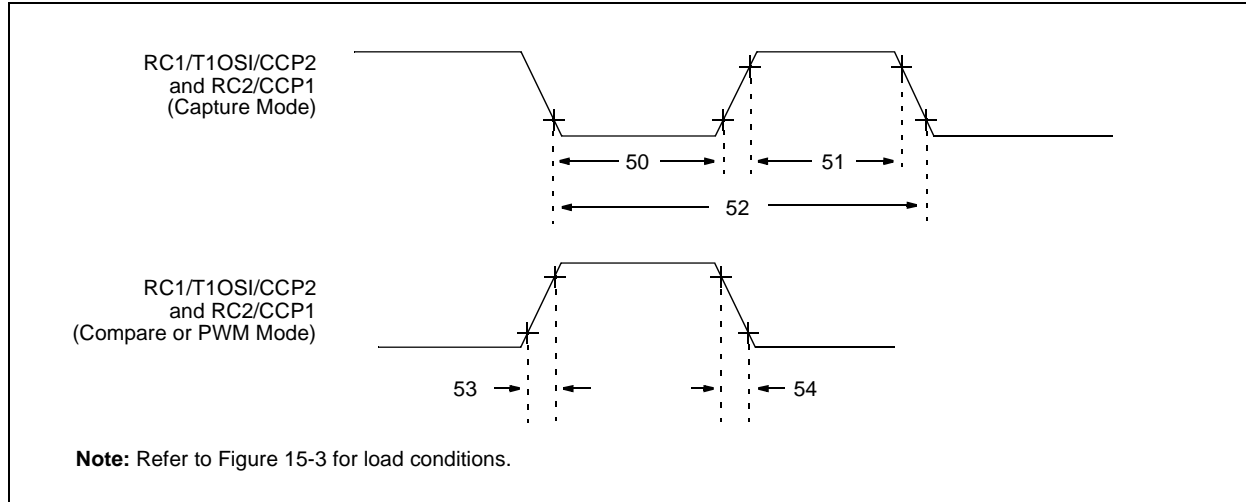 RC1/T1OSI/CCP2
and RC2/CCP1
(Capture Mode)
50
51
52
RC1/T1OSI/CCP2
and RC2/CCP1
(Compare or PWM Mode)
53
54
Note: Refer to Figure 15-3 for load conditions.